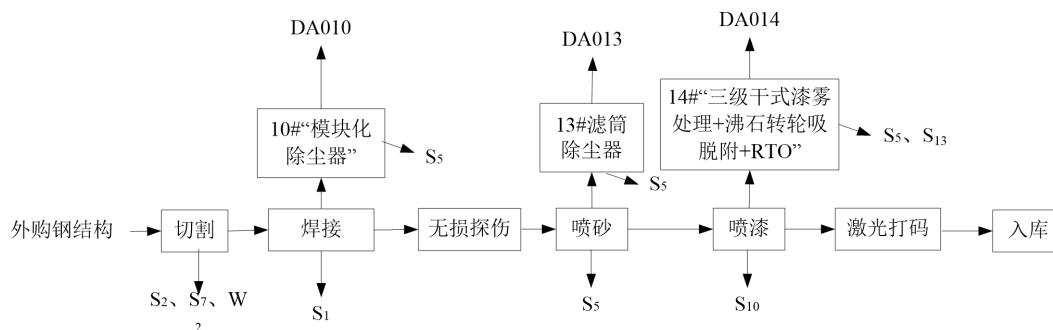 DA010
DA013
DA014
10#“模块化
除尘器”
S5
13#滤筒
除尘器
S5
14#“三级干式漆雾
处理+沸石转轮吸
脱附+RTO”
S5、S13
外购钢结构
切割
焊接
无损探伤
喷砂
喷漆
激光打码
入库
S2、S7、W
2
S1
S5
S10